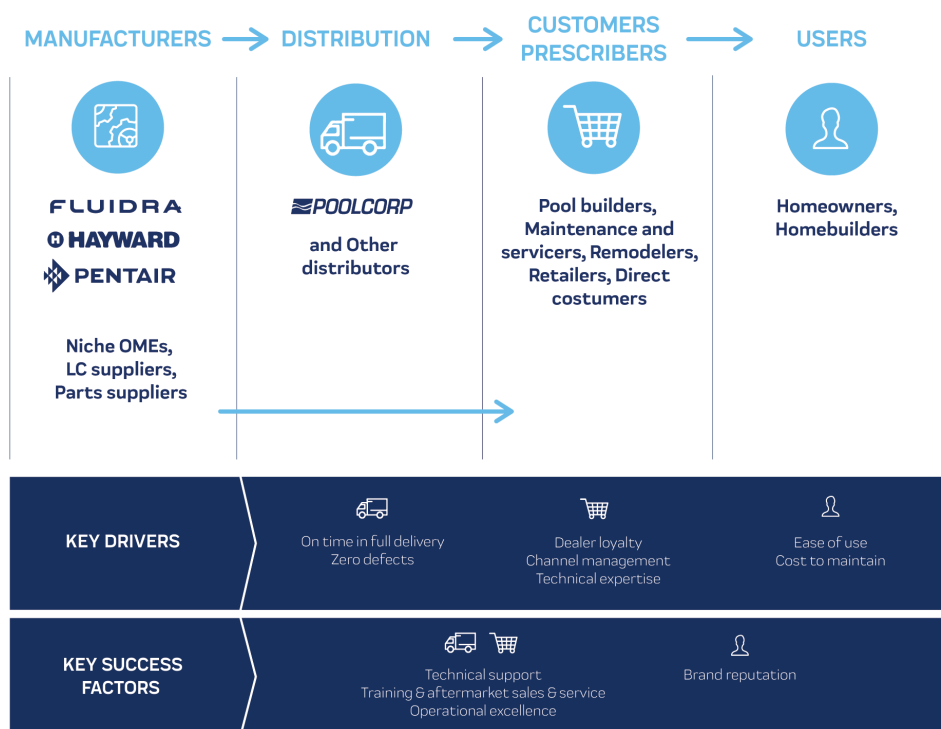 MANUFACTURERS
DISTRIBUTION
CUSTOMERS
PRESCRIBERS
USERS
FLUIDRA
HAYWARD
PENTAIR
Niche OMEs,
LC suppliers,
Parts suppliers
POOLCORP
and Other
distributors
Pool builders,
Maintenance and
servicers, Remodelers,
Retailers, Direct
costumers
Homeowners,
Homebuilders
KEY DRIVERS
On time in full delivery
Zero defects
Dealer loyalty
Channel management
Technical expertise
Ease of use
Cost to maintain
KEY SUCCESS
FACTORS
Technical support
Training & aftermarket sales & service
Operational excellence
Brand reputation